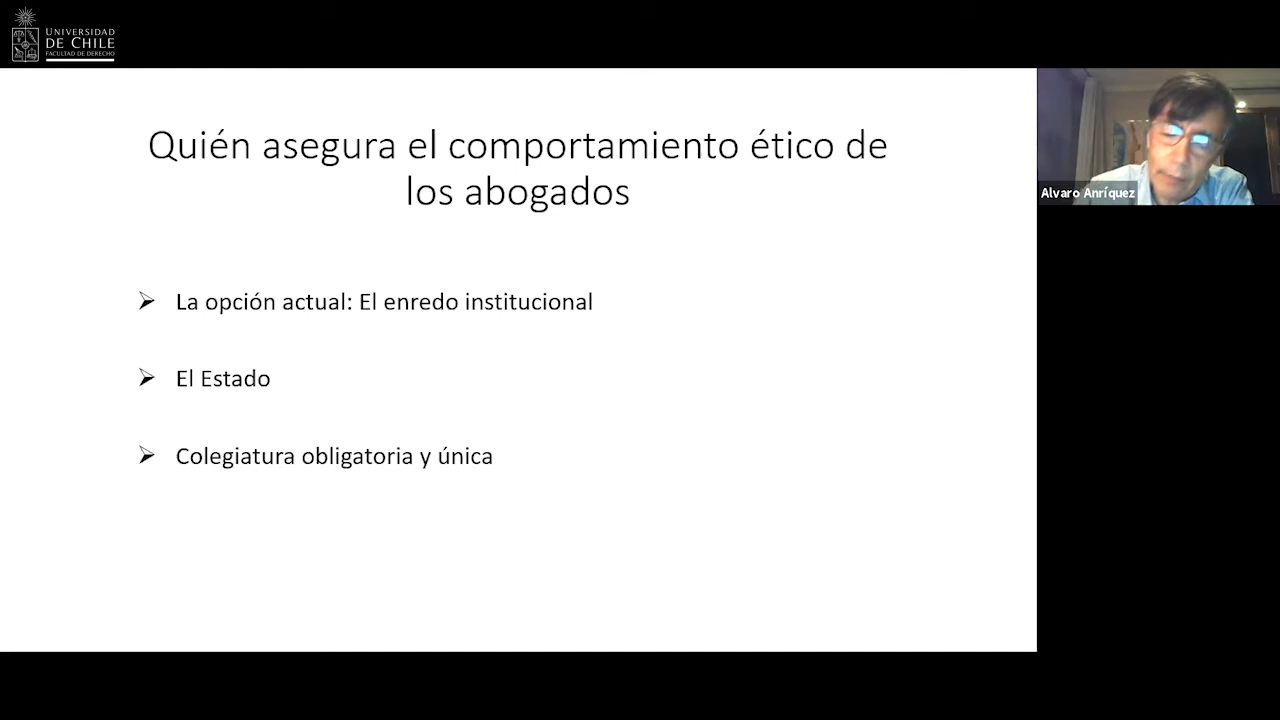 UNIVERSIDAD
DE CHILE
FACULTAD DE DERECHO
Quién asegura el comportamiento ético de
los abogados
Alvaro Anríquez
La opción actual: El enredo institucional
El Estado
Colegiatura obligatoria y única